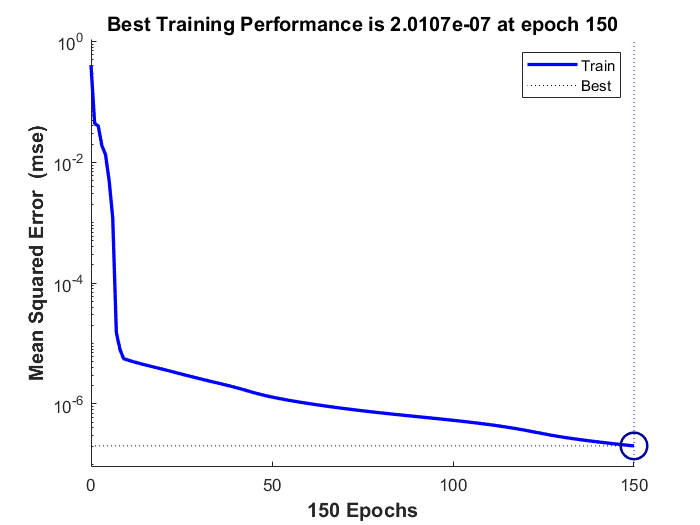 Best Training Performance is 2.0107e-07 at epoch 150
Train
Best
Mean Squared Error (mse)
10^0
10^-2
10^-4
10^-6
0 50 100 150
150 Epochs